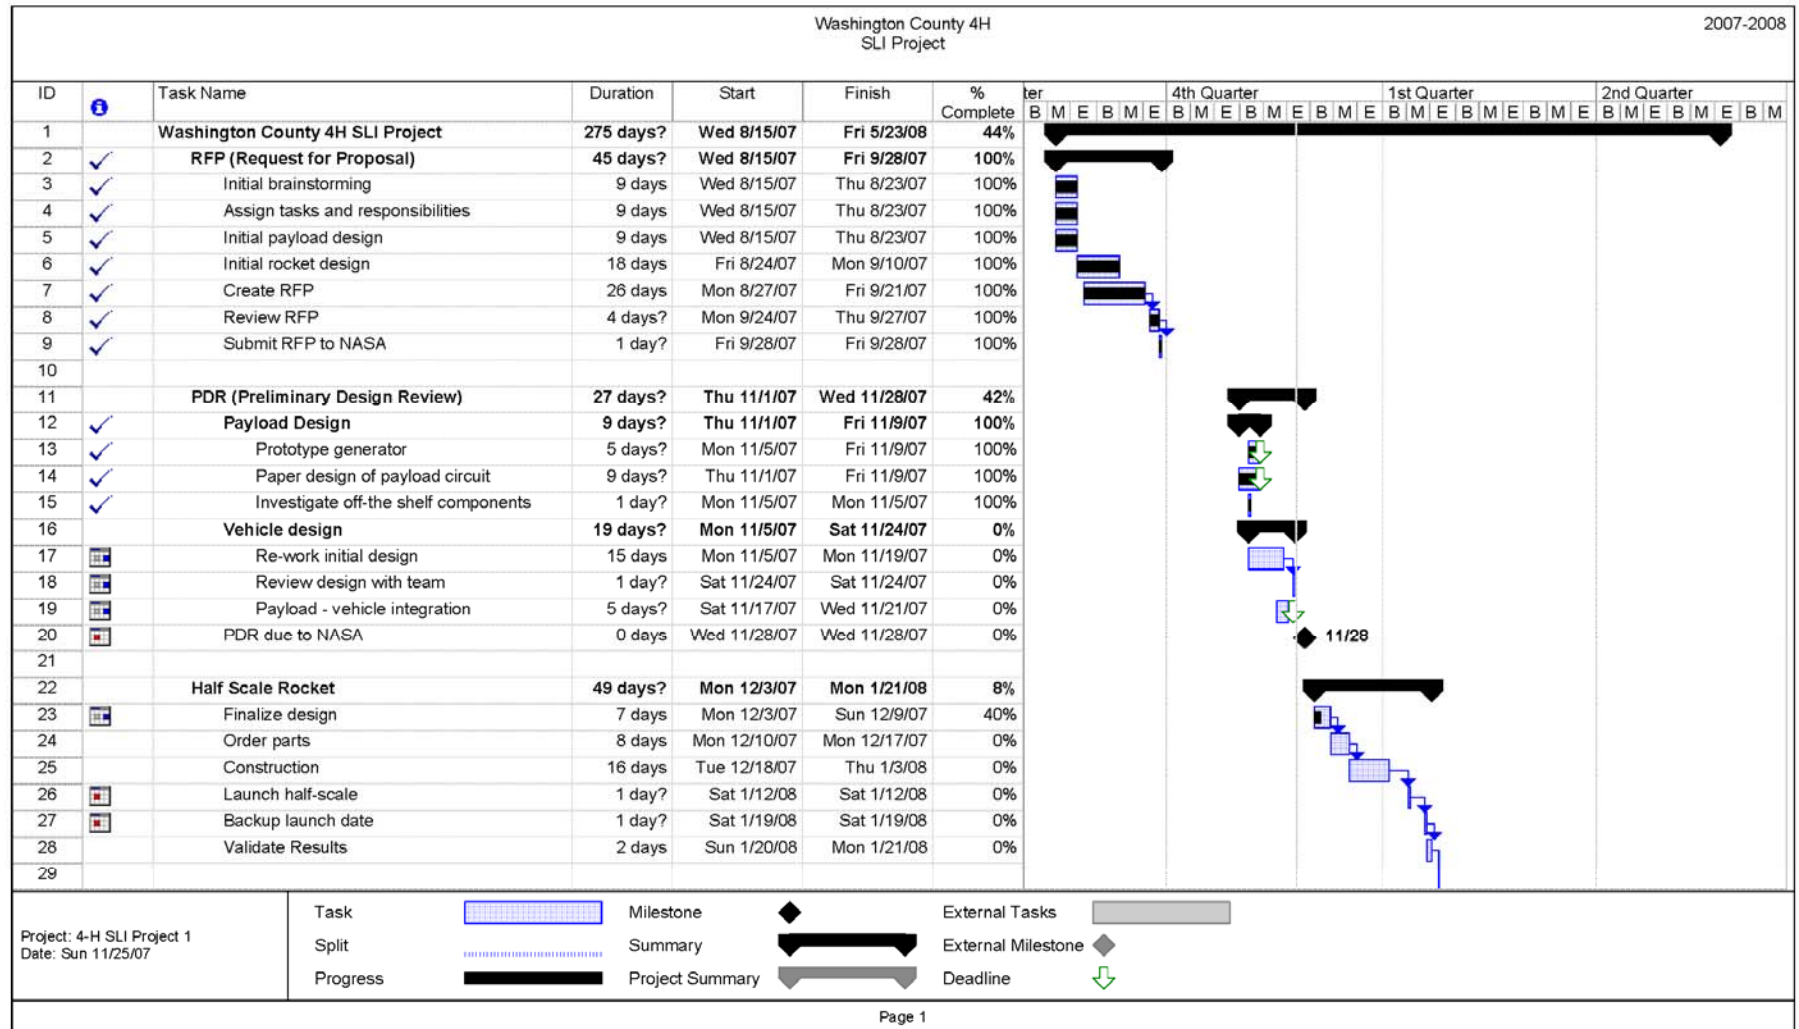 Washington County 4H
SLI Project
2007-2008
ID Task Name Duration Start Finish % Complete ter 4th Quarter 1st Quarter 2nd Quarter
B M E B M E B M E B M E B M E B M E B M E B M E B M E B M E B M
1 Washington County 4H SLI Project 275 days? Wed 8/15/07 Fri 5/23/08 44%
2 RFP (Request for Proposal) 45 days? Wed 8/15/07 Fri 9/28/07 100%
3 Initial brainstorming 9 days Wed 8/15/07 Thu 8/23/07 100%
4 Assign tasks and responsibilities 9 days Wed 8/15/07 Thu 8/23/07 100%
5 Initial payload design 9 days Wed 8/15/07 Thu 8/23/07 100%
6 Initial rocket design 18 days Fri 8/24/07 Mon 9/10/07 100%
7 Create RFP 26 days Mon 8/27/07 Fri 9/21/07 100%
8 Review RFP 4 days? Mon 9/24/07 Thu 9/27/07 100%
9 Submit RFP to NASA 1 day? Fri 9/28/07 Fri 9/28/07 100%
10
11 PDR (Preliminary Design Review) 27 days? Thu 11/1/07 Wed 11/28/07 42%
12 Payload Design 9 days? Thu 11/1/07 Fri 11/9/07 100%
13 Prototype generator 5 days? Mon 11/5/07 Fri 11/9/07 100%
14 Paper design of payload circuit 9 days? Thu 11/1/07 Fri 11/9/07 100%
15 Investigate off-the shelf components 1 day? Mon 11/5/07 Mon 11/5/07 100%
16 Vehicle design 19 days? Mon 11/5/07 Sat 11/24/07 0%
17 Re-work initial design 15 days Mon 11/5/07 Mon 11/19/07 0%
18 Review design with team 1 day? Sat 11/24/07 Sat 11/24/07 0%
19 Payload - vehicle integration 5 days? Sat 11/17/07 Wed 11/21/07 0%
20 PDR due to NASA 0 days Wed 11/28/07 Wed 11/28/07 0% 11/28
21
22 Half Scale Rocket 49 days? Mon 12/3/07 Mon 1/21/08 8%
23 Finalize design 7 days Mon 12/3/07 Sun 12/9/07 40%
24 Order parts 8 days Mon 12/10/07 Mon 12/17/07 0%
25 Construction 16 days Tue 12/18/07 Thu 1/3/08 0%
26 Launch half-scale 1 day? Sat 1/12/08 Sat 1/12/08 0%
27 Backup launch date 1 day? Sat 1/19/08 Sat 1/19/08 0%
28 Validate Results 2 days Sun 1/20/08 Mon 1/21/08 0%
29
Project: 4-H SLI Project 1
Date: Sun 11/25/07
Task Milestone External Tasks
Split Summary External Milestone
Progress Project Summary Deadline
Page 1